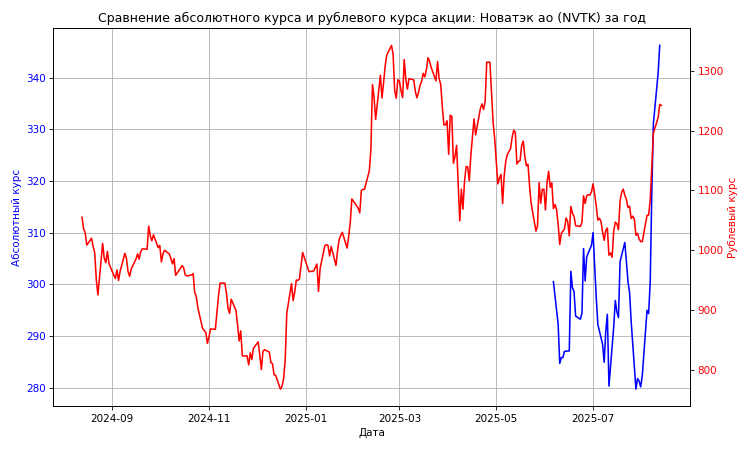 Сравнение абсолютного курса и рублевого курса акции: Новатэк ао (NVTK) за год
Абсолютный курс
340
330
320
310
300
290
280
1300
1200
1100
1000
900
800
Рублевый курс
2024-09 2024-11 2025-01 2025-03 2025-05 2025-07
Дата